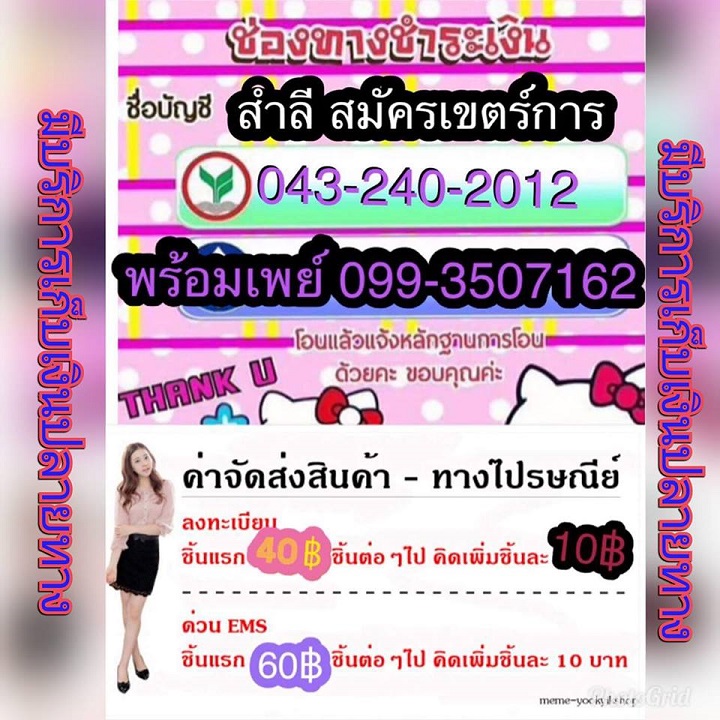 ช่องทางชำระเงิน
ชื่อบัญชี สำลี สมัครเขตร์การ
043-240-2012
พร้อมเพย์ 099-3507162
โอนแล้วแจ้งหลักฐานการโอน
ด้วยคะ ขอบคุณค่ะ
THANK U
ค่าจัดส่งสินค้า - ทางไปรษณีย์
ลงทะเบียน
ชิ้นแรก 40฿ ชิ้นต่อๆไป คิดเพิ่มชิ้นละ 10฿
ด่วน EMS
ชิ้นแรก 60฿ ชิ้นต่อๆไป คิดเพิ่มชิ้นละ 10 บาท
PhotoGrid
มีบริการเก็บเงินปลายทาง
มีบริการเก็บเงินปลายทาง